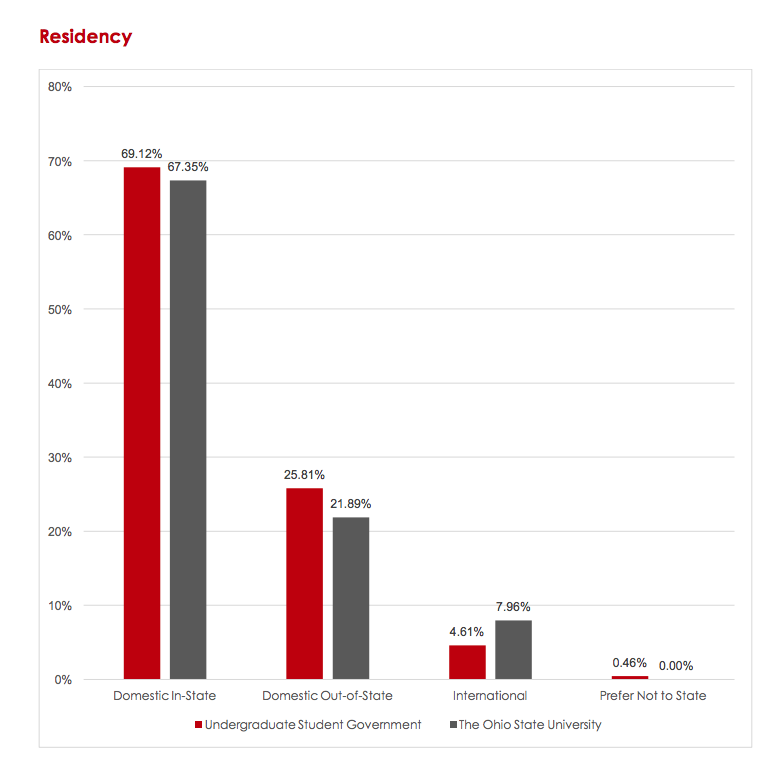 Residency
80%
69.12%
67.35%
70%
60%
50%
40%
30%
25.81%
21.89%
20%
10%
7.96%
4.61%
0.46%
0.00%
0%
Domestic In-State
Domestic Out-of-State
International
Prefer Not to State
Undergraduate Student Government
The Ohio State University